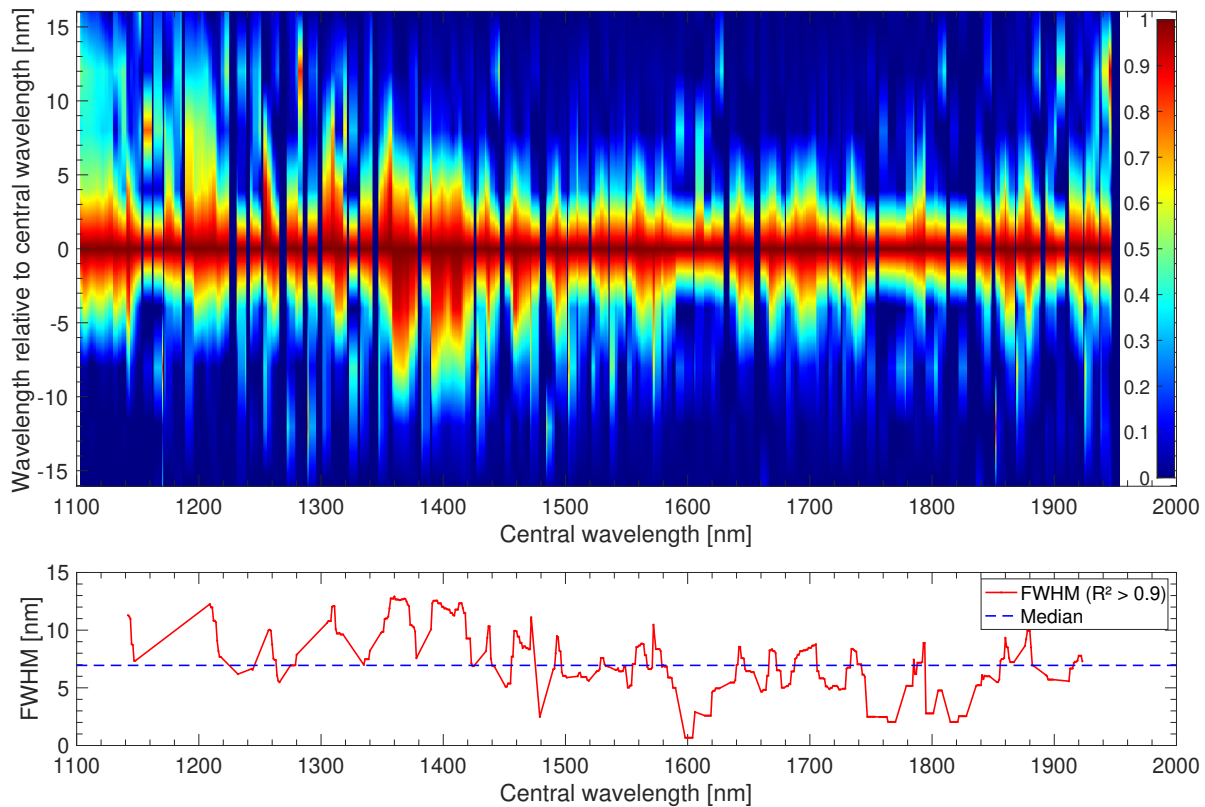 Wavelength relative to central wavelength [nm]
15
10
5
0
-5
-10
-15
1
0.9
0.8
0.7
0.6
0.5
0.4
0.3
0.2
0.1
0
1100 1200 1300 1400 1500 1600 1700 1800 1900 2000
Central wavelength [nm]
FWHM [nm]
15
10
5
0
FWHM (R² > 0.9)
Median
1100 1200 1300 1400 1500 1600 1700 1800 1900 2000
Central wavelength [nm]